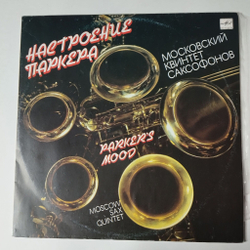 НАСТРОЕНИЕ
ПАРКЕРА
МОСКОВСКИЙ
КВИНТЕТ
САКСОФОНОВ
PARKER'S
MOOD
MOSCOW
SAX
QUINTET